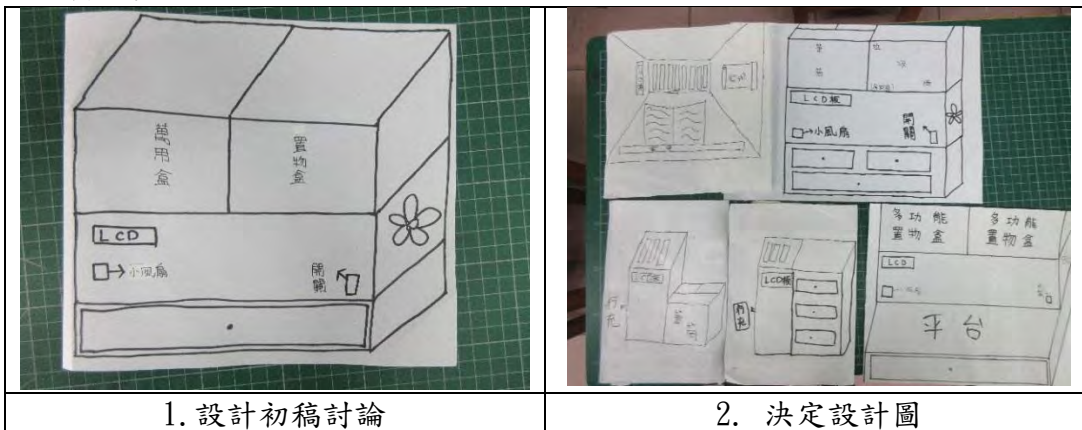 萬用盒
置物盒
LCD
小風扇
開關
LCD板
小風扇
開關
LCD板
LCD板
多功能
置物盒
多功能
置物盒
LCD
平台
1.設計初稿討論
2. 決定設計圖